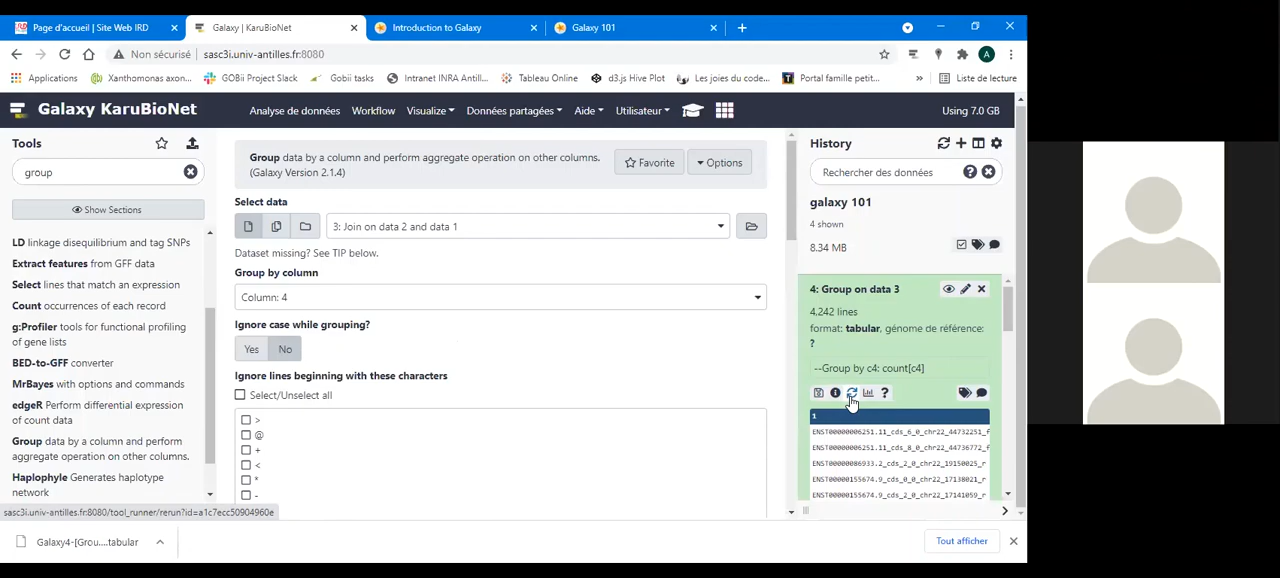 Page d'accueil | Site Web IRD
Galaxy | KaruBioNet
Introduction to Galaxy
Galaxy 101
Non sécurisé
sasc3i.univ-antilles.fr:8080
A
Applications
Xanthomonas axon...
GOBii Project Slack
Gobii tasks
Intranet INRA Antill...
Tableau Online
d3.js Hive Plot
Les joies du code...
Portal famille petit...
»
Liste de lecture
Galaxy KaruBioNet
Analyse de données
Workflow
Visualize
Données partagées
Aide
Utilisateur
Using 7.0 GB
Tools
group
Show Sections
LD linkage disequilibrium and tag SNPs
Extract features from GFF data
Select lines that match an expression
Count occurrences of each record
g:Profiler tools for functional profiling
of gene lists
BED-to-GFF converter
MrBayes with options and commands
edgeR Perform differential expression
of count data
Group data by a column and perform
aggregate operation on other columns.
Haplophyle Generates haplotype
network
Group data by a column and perform aggregate operation on other columns.
(Galaxy Version 2.1.4)
Favorite
Options
Select data
3: Join on data 2 and data 1
Dataset missing? See TIP below.
Group by column
Column: 4
Ignore case while grouping?
Yes
No
Ignore lines beginning with these characters
Select/Unselect all
>
@
+
<
*
-
History
Rechercher des données
galaxy 101
4 shown
8.34 MB
4: Group on data 3
4,242 lines
format: tabular, génome de référence:
?
--Group by c4: count[c4]
?
1
ENST00000006251.11_cds_6_0_chr22_44732251_f
ENST00000006251.11_cds_8_0_chr22_44736772_f
ENST00000086933.2_cds_2_0_chr22_19150025_r
ENST00000155674.9_cds_0_0_chr22_17138021_r
ENST00000155674.9_cds_2_0_chr22_17141059_r
sasc3i.univ-antilles.fr:8080/tool_runner/rerun?id=a1c7ecc50904960e
Galaxy4-[Grou....tabular
Tout afficher